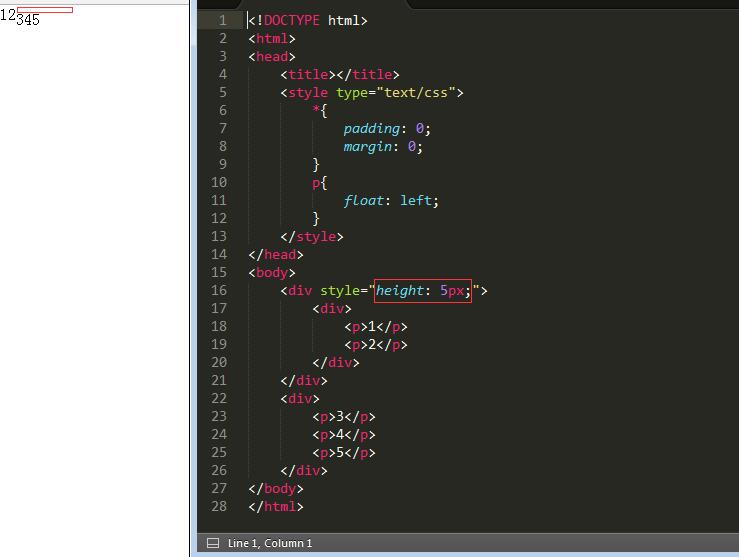 12345
1 <!DOCTYPE html>
2 <html>
3 <head>
4 <title></title>
5 <style type="text/css">
6 *{
7 padding: 0;
8 margin: 0;
9 }
10 p{
11 float: left;
12 }
13 </style>
14 </head>
15 <body>
16 <div style="height: 5px;">
17 <div>
18 <p>1</p>
19 <p>2</p>
20 </div>
21 </div>
22 <div>
23 <p>3</p>
24 <p>4</p>
25 <p>5</p>
26 </div>
27 </body>
28 </html>
Line 1, Column 1